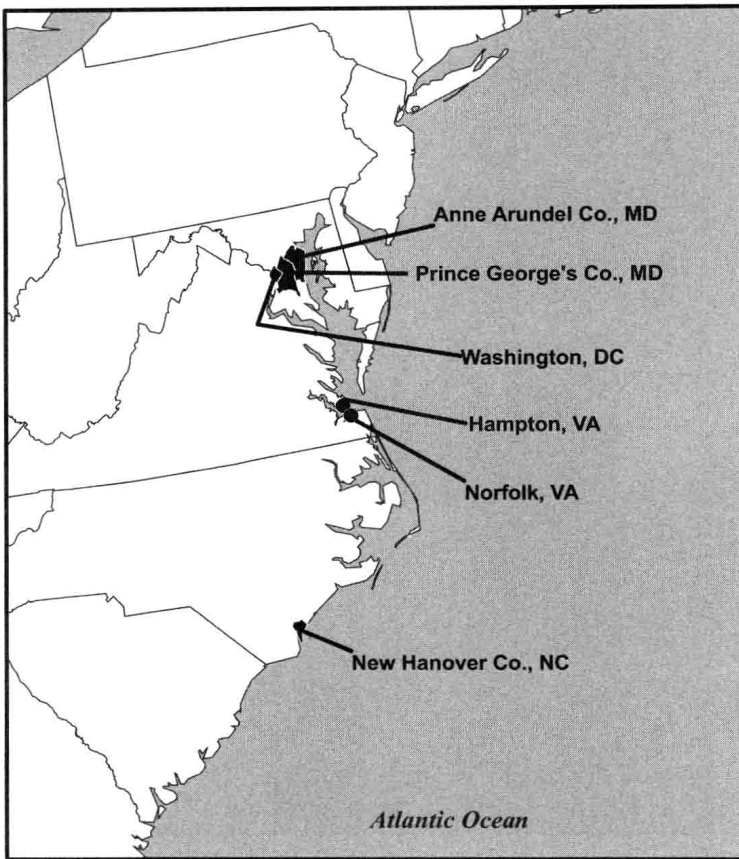 Anne Arundel Co., MD
Prince George's Co., MD
Washington, DC
Hampton, VA
Norfolk, VA
New Hanover Co., NC
Atlantic Ocean